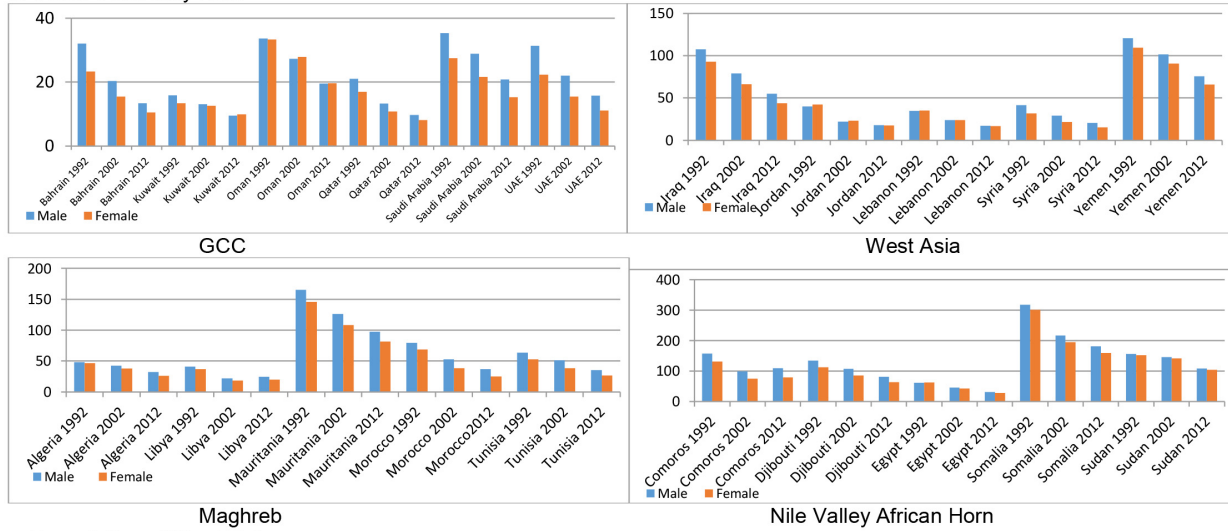 40
20
0
Bahrain 1992
Bahrain 2002
Bahrain 2012
Kuwait 1992
Kuwait 2002
Kuwait 2012
Oman 1992
Oman 2002
Oman 2012
Qatar 1992
Qatar 2002
Qatar 2012
Saudi Arabia 1992
Saudi Arabia 2002
Saudi Arabia 2012
UAE 1992
UAE 2002
UAE 2012
Male Female
GCC
150
100
50
0
Iraq 1992
Iraq 2002
Iraq 2012
Jordan 1992
Jordan 2002
Jordan 2012
Lebanon 1992
Lebanon 2000
Lebanon 2012
Syria 1992
Syria 2002
Syria 2012
Yemen 1992
Yemen 2002
Yemen 2012
Male Female
West Asia
200
150
100
50
0
Algeria 1992
Algeria 2002
Algeria 2012
Libya 1992
Libya 2002
Libya 2012
Mauritania 1992
Mauritania 2002
Mauritania 2012
Morocco 1992
Morocco 2002
Morocco2012
Tunisia 1992
Tunisia 2002
Tunisia 2012
Male Female
Maghreb
400
300
200
100
0
Comoros 1992
Comoros 2002
Comoros 2012
Djibouti 1992
Djibouti 2002
Djibouti 2012
Egypt 1992
Egypt 2002
Egypt 2012
Somalia 1992
Somalia 2002
Somalia 2012
Sudan 1992
Sudan 2002
Sudan 2012
Male Female
Nile Valley African Horn